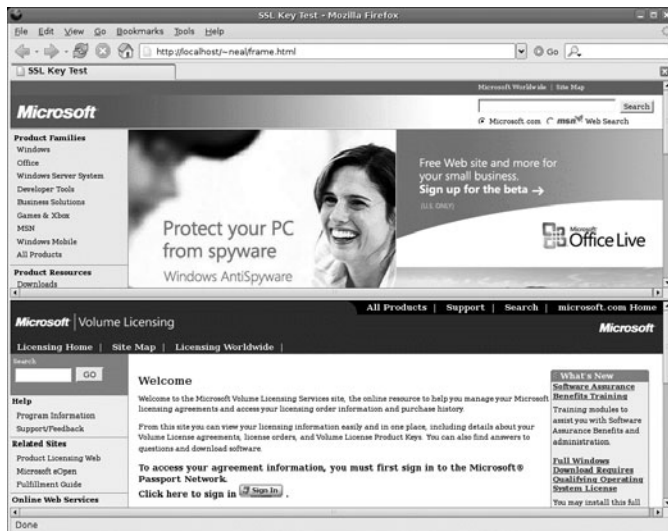 SSL Key Test - Mozilla Firefox
File Edit View Go Bookmarks Tools Help
http://localhost/~neal/frame.html
Go
SSL Key Test
Microsoft Worldwide | Site Map
Microsoft
Search
Microsoft.com msn Web Search
Product Families
Windows
Office
Windows Server System
Developer Tools
Business Solutions
Games & Xbox
MSN
Windows Mobile
All Products
Product Resources
Downloads
Protect your PC
from spyware
Windows AntiSpyware
Free Web site and more for
your small business.
Sign up for the beta →
(U.S. ONLY)
Microsoft
Office Live
All Products | Support | Search | microsoft.com Home
Microsoft | Volume Licensing
Microsoft
Licensing Home | Site Map | Licensing Worldwide |
Search
GO
Help
Program Information
Support/Feedback
Related Sites
Product Licensing Web
Microsoft eOpen
Fulfillment Guide
Online Web Services
Welcome
Welcome to the Microsoft Volume Licensing Services site, the online resource to help you manage your Microsoft
licensing agreements and access your licensing order information and purchase history.
From this site you can view your licensing information easily and in one place, including details about your
Volume License agreements, license orders, and Volume License Product Keys. You can also find answers to
questions and download software.
To access your agreement information, you must first sign in to the Microsoft®
Passport Network.
Click here to sign in Sign In .
What's New
Software Assurance
Benefits Training
Training modules to
assist you with Software
Assurance Benefits and
administration.
Full Windows
Download Requires
Qualifying Operating
System License
You may install this full
Done